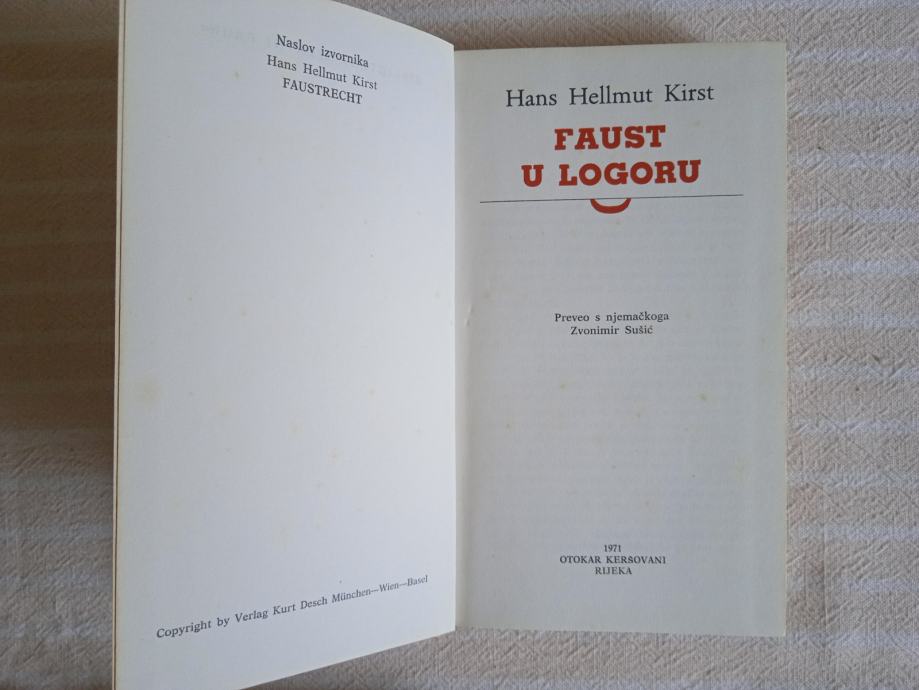 Naslov izvornika
Hans Hellmut Kirst
FAUSTRECHT
Copyright by Verlag Kurt Desch München—Wien—Basel
Hans Hellmut Kirst
FAUST
U LOGORU
Preveo s njemačkoga
Zvonimir Sušić
1971
OTOKAR KERŠOVANI
RIJEKA